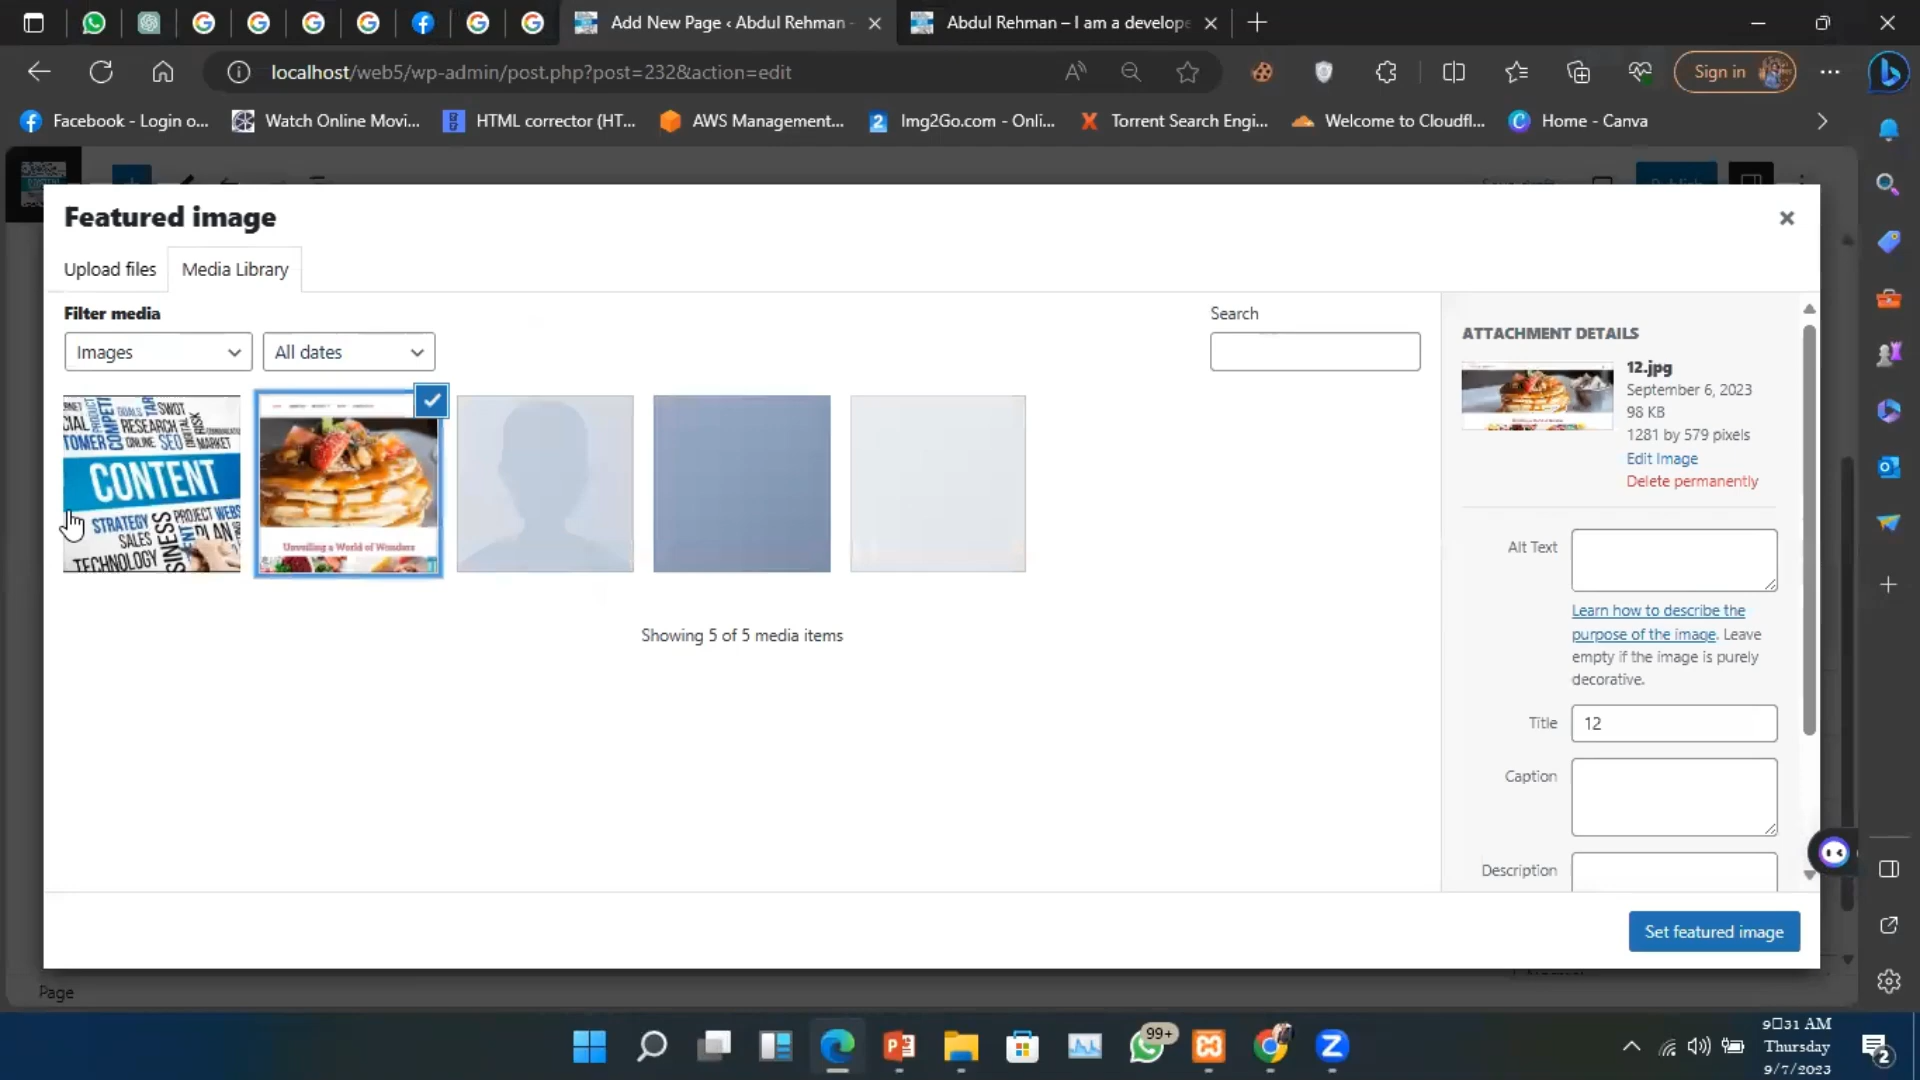 Add New Page ‹ Abdul Rehman -
Abdul Rehman – I am a develope
localhost/web5/wp-admin/post.php?post=232&action=edit
Sign in
Facebook - Login o...
Watch Online Movi...
HTML corrector (HT...
AWS Management...
Img2Go.com - Onli...
Torrent Search Engi...
Welcome to Cloudfl...
Home - Canva
Featured image
Upload files
Media Library
Filter media
Images
All dates
Search
SWOT
RESEARCH
ONLINE SEO
MARKET
CONTENT
STRATEGY
PROJECT
SALES
PLAN
TECHNOLOGY
Unveiling a World of Wonders
Showing 5 of 5 media items
ATTACHMENT DETAILS
12.jpg
September 6, 2023
98 KB
1281 by 579 pixels
Edit Image
Delete permanently
Alt Text
Learn how to describe the
purpose of the image. Leave
empty if the image is purely
decorative.
Title
12
Caption
Description
Set featured image
Page
99+
9:31 AM
Thursday
9/7/2023
2